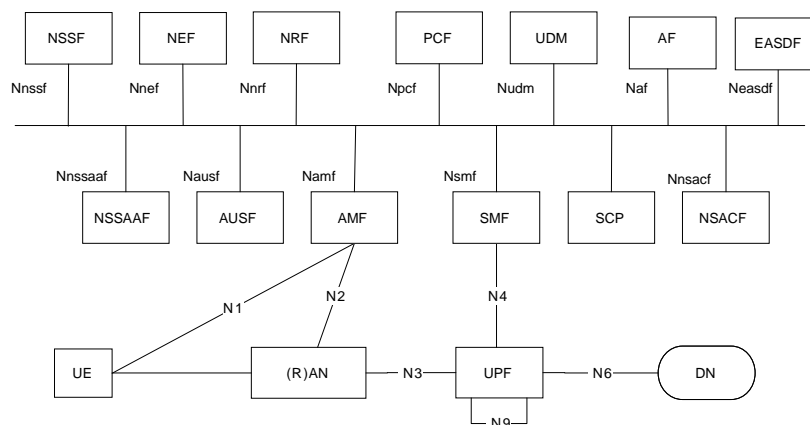 NSSF
NEF
NRF
PCF
UDM
AF
EASDF
Nnssf
Nnef
Nnrf
Npcf
Nudm
Naf
Neasdf
Nnssaaf
Nausf
Namf
Nsmf
Nnsacf
NSSAAF
AUSF
AMF
SMF
SCP
NSACF
N1
N2
N4
UE
(R)AN
N3
UPF
N6
DN
N9